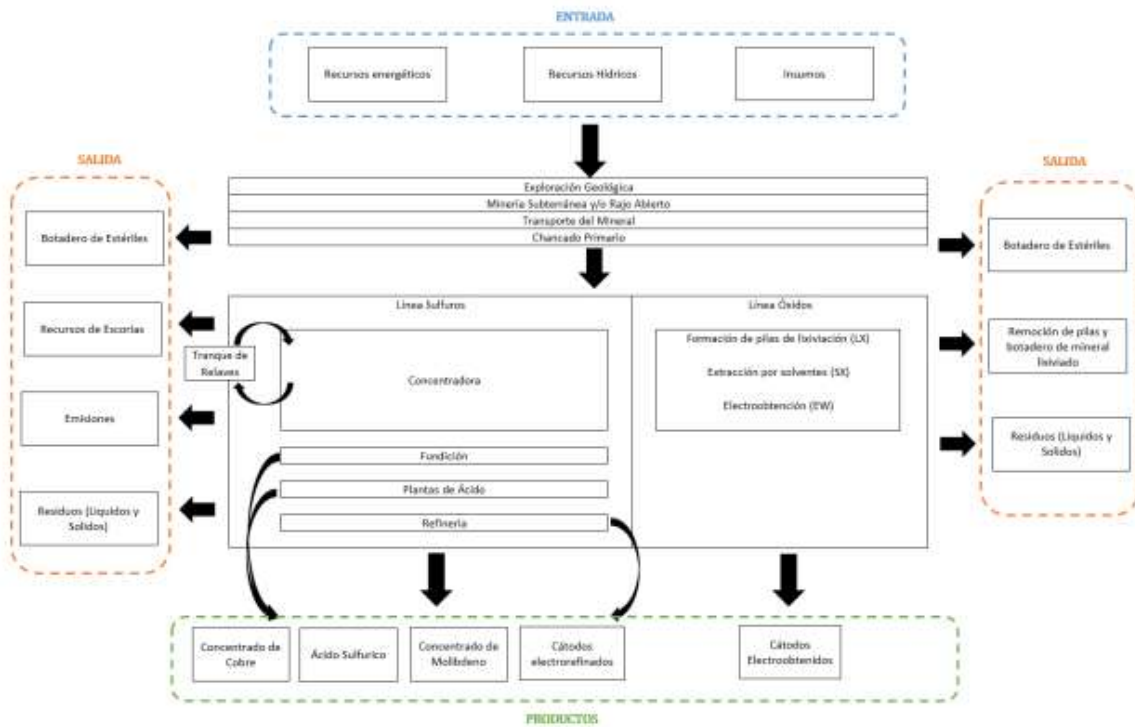 ENTRADA
Recursos energéticos
Recursos Hídricos
Insumos
SALIDA
SALIDA
Exploración Geológica
Minería Subterránea y/o Rajo Abierto
Transporte del Mineral
Chancado Primario
Botadero de Estériles
Botadero de Estériles
Línea Sulfuros
Línea Óxidos
Recursos de Escorias
Tranque de
Relaves
Concentradora
Formación de pilas de lixiviación (LX)
Extracción por solventes (SX)
Electroobtención (EW)
Remoción de pilas y
botadero de mineral
lixiviado
Emisiones
Residuos (Liquidos y
Solidos)
Fundición
Plantas de Ácido
Refinería
Residuos (Liquidos y
Solidos)
Concentrado de
Cobre
Ácido Sulfurico
Concentrado de
Molibdeno
Cátodos
electrorefinados
Cátodos
Electroobtenidos
PRODUCTOS